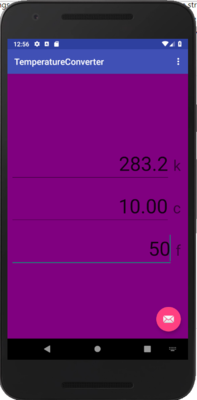 12:56
TemperatureConverter
283.2 k
10.00 c
50 f